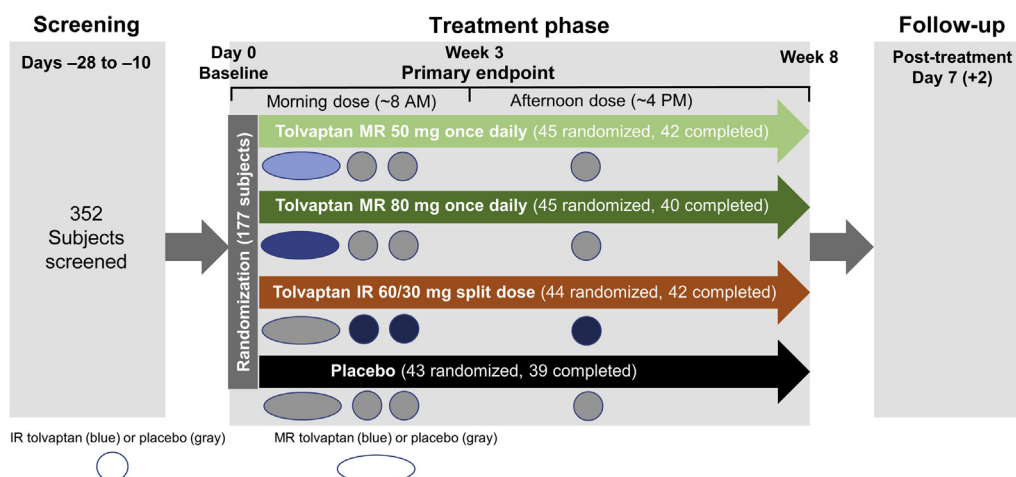 Screening
Days –28 to –10
352
Subjects
screened
Treatment phase
Day 0
Baseline
Week 3
Primary endpoint
Week 8
Morning dose (~8 AM)
Afternoon dose (~4 PM)
Randomization (177 subjects)
Tolvaptan MR 50 mg once daily (45 randomized, 42 completed)
Tolvaptan MR 80 mg once daily (45 randomized, 40 completed)
Tolvaptan IR 60/30 mg split dose (44 randomized, 42 completed)
Placebo (43 randomized, 39 completed)
Follow-up
Post-treatment
Day 7 (+2)
IR tolvaptan (blue) or placebo (gray)
MR tolvaptan (blue) or placebo (gray)